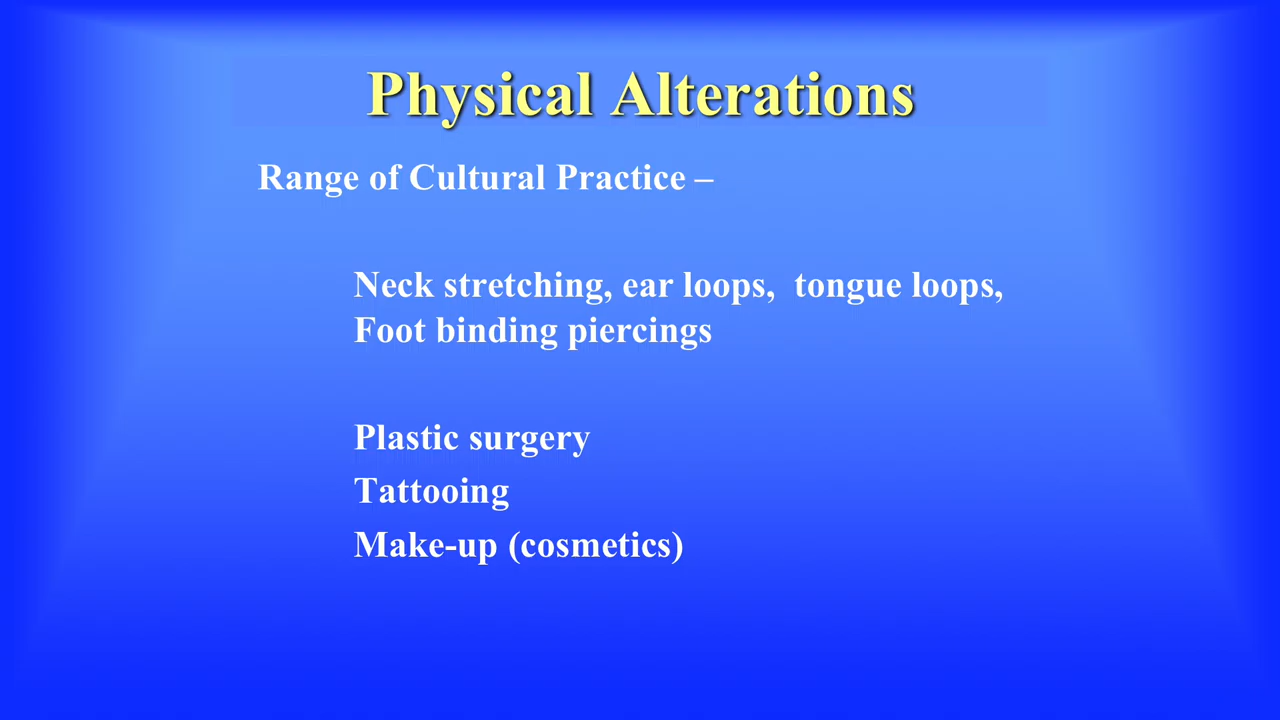 Physical Alterations
Range of Cultural Practice –
Neck stretching, ear loops,  tongue loops,
Foot binding piercings
Plastic surgery
Tattooing
Make-up (cosmetics)